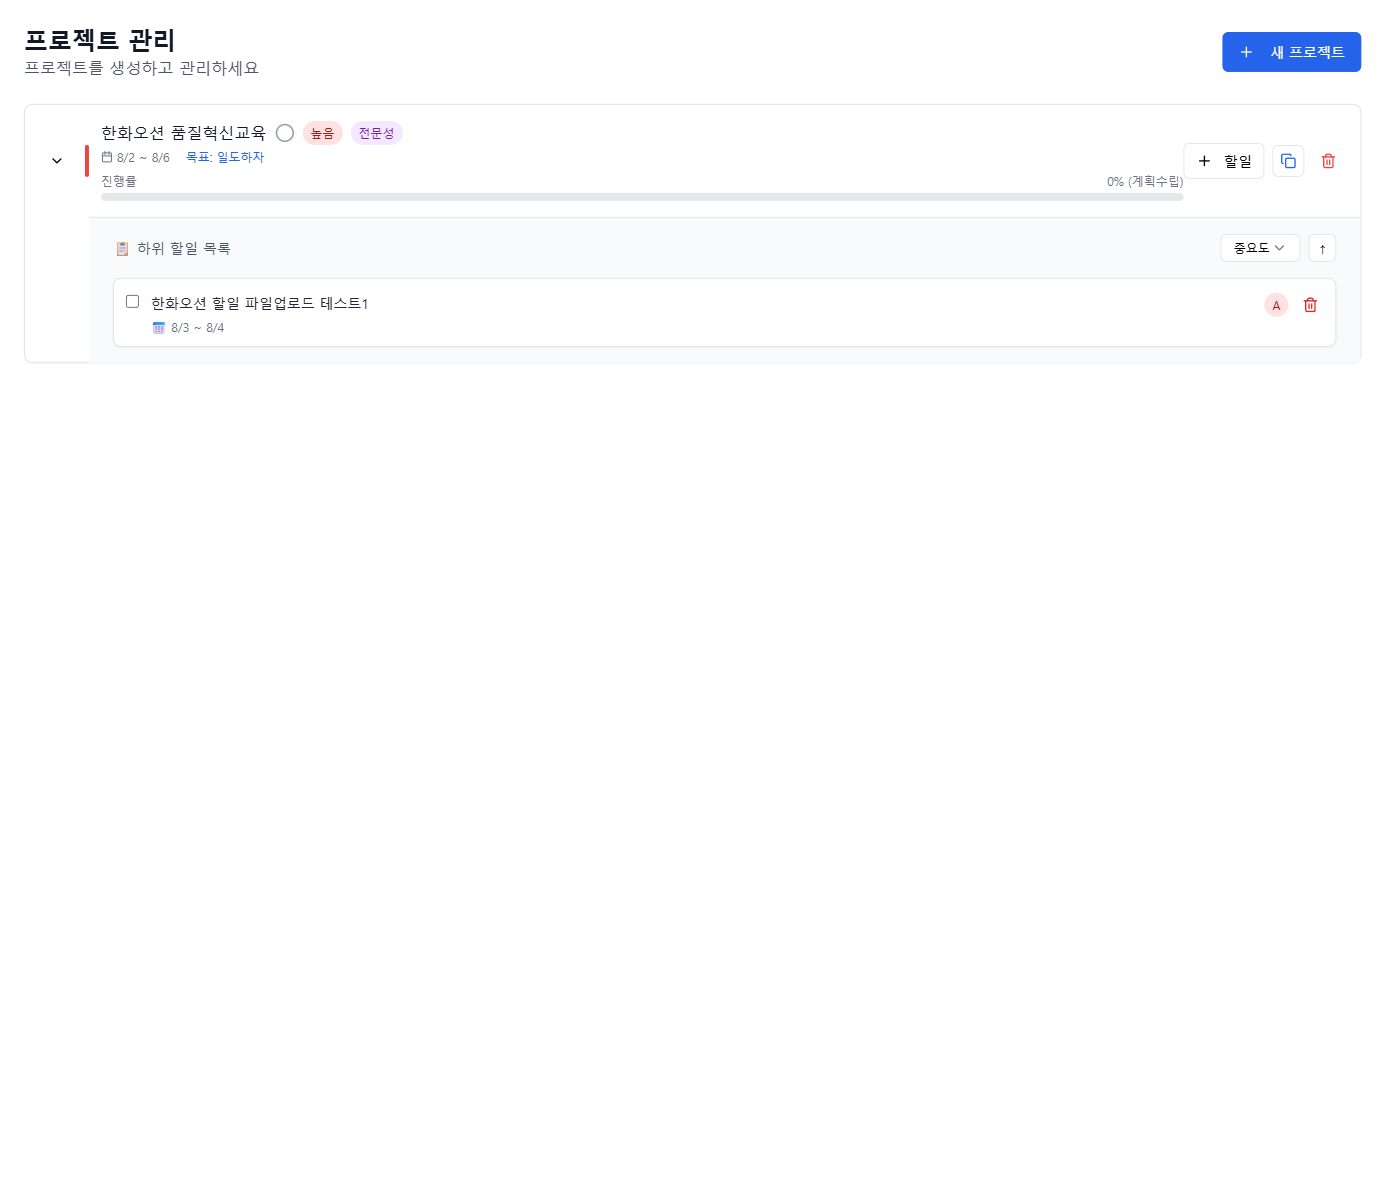 프로젝트 관리
프로젝트를 생성하고 관리하세요
새 프로젝트
한화오션 품질혁신교육 높음 전문성
8/2 ~ 8/6 목표: 일도하자
진행률 0% (계획수립)
할일
하위 할일 목록 중요도 ↑
한화오션 할일 파일업로드 테스트1 A
8/3 ~ 8/4